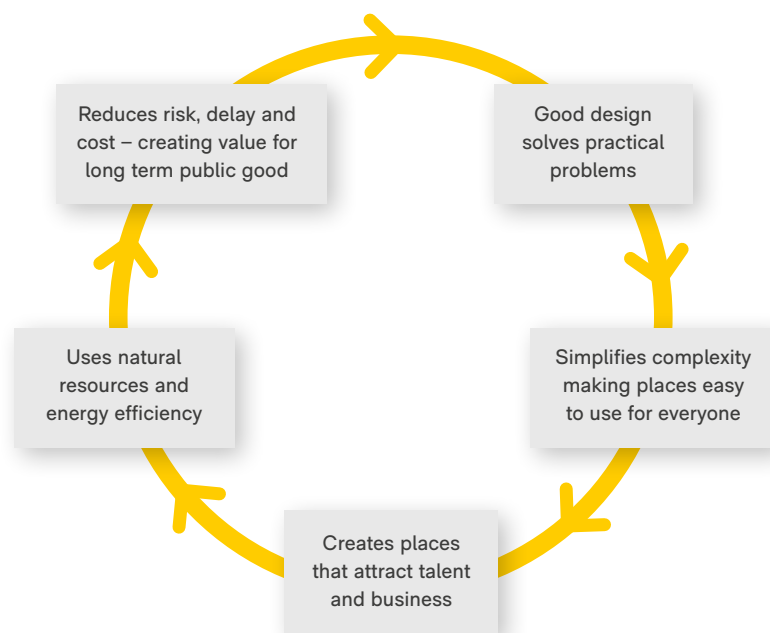 Reduces risk, delay and
cost – creating value for
long term public good
Good design
solves practical
problems
Simplifies complexity
making places easy
to use for everyone
Creates places
that attract talent
and business
Uses natural
resources and
energy efficiency